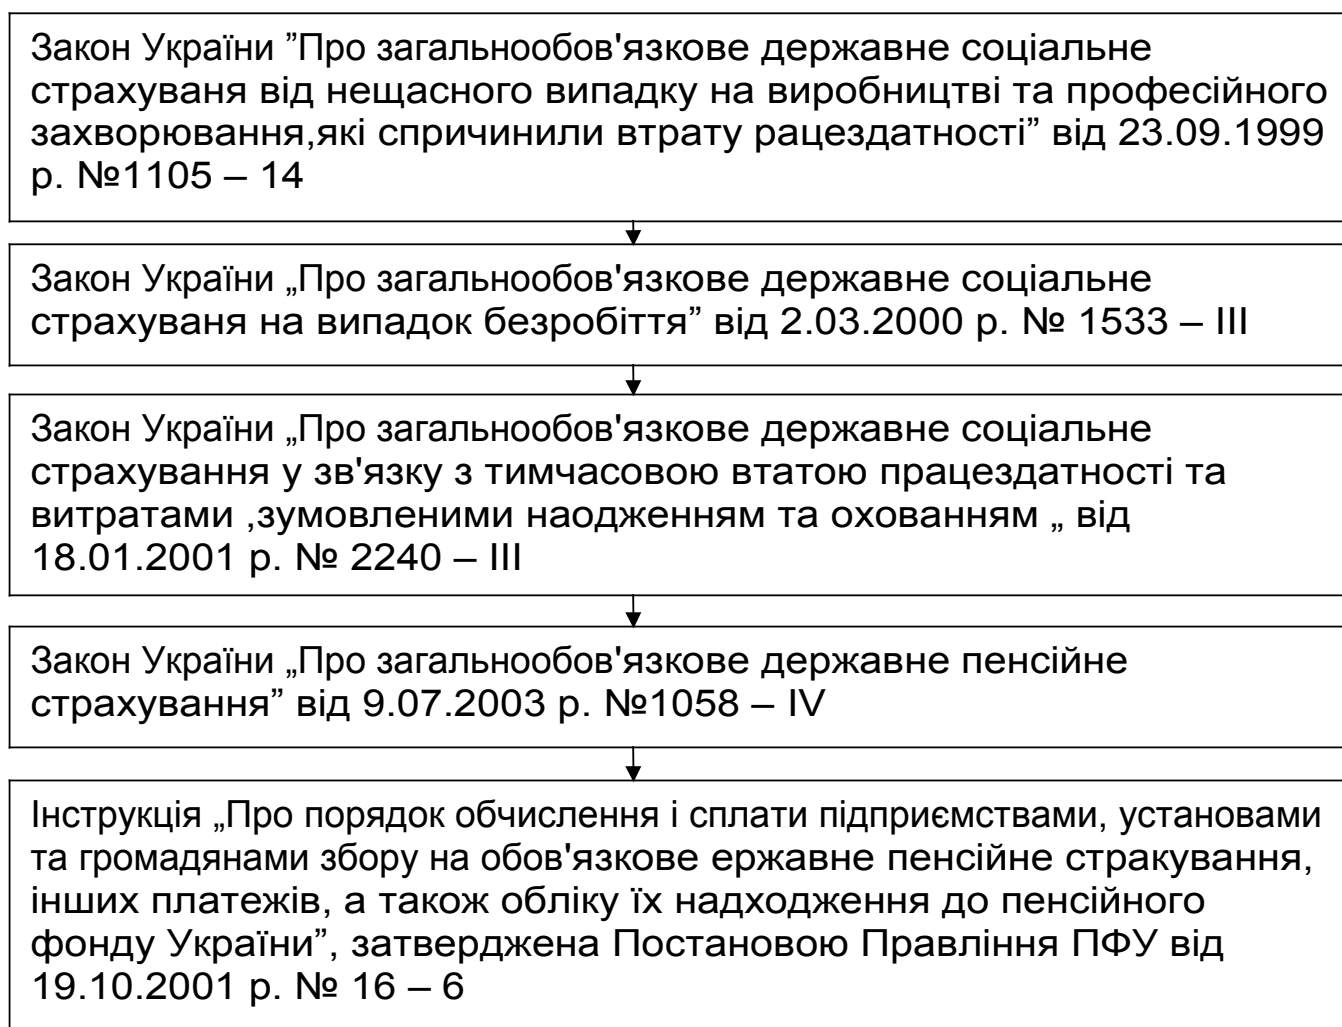 Закон України ”Про загальнообов'язкове державне соціальне
страхуваня від нещасного випадку на виробництві та професійного
захворювання,які спричинили втрату рацездатності” від 23.09.1999
р. №1105 – 14
Закон України „Про загальнообов'язкове державне соціальне
страхуваня на випадок безробіття” від 2.03.2000 р. № 1533 – III
Закон України „Про загальнообов'язкове державне соціальне
страхування у зв'язку з тимчасовою втатою працездатності та
витратами ,зумовленими наодженням та охованням „ від
18.01.2001 р. № 2240 – III
Закон України „Про загальнообов'язкове державне пенсійне
страхування” від 9.07.2003 р. №1058 – IV
Інструкція „Про порядок обчислення і сплати підприємствами, установами
та громадянами збору на обов'язкове ержавне пенсійне стракування,
інших платежів, а також обліку їх надходження до пенсійного
фонду України”, затверджена Постановою Правління ПФУ від
19.10.2001 р. № 16 – 6